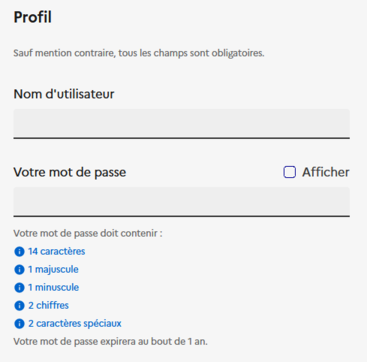 Profil
Sauf mention contraire, tous les champs sont obligatoires.
Nom d'utilisateur
Votre mot de passe Afficher
Votre mot de passe doit contenir :
14 caractères
1 majuscule
1 minuscule
2 chiffres
2 caractères spéciaux
Votre mot de passe expirera au bout de 1 an.